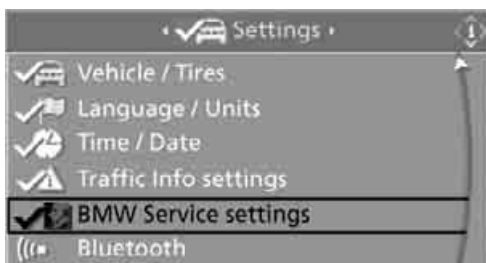 Settings
Vehicle / Tires
Language / Units
Time / Date
Traffic Info settings
BMW Service settings
Bluetooth